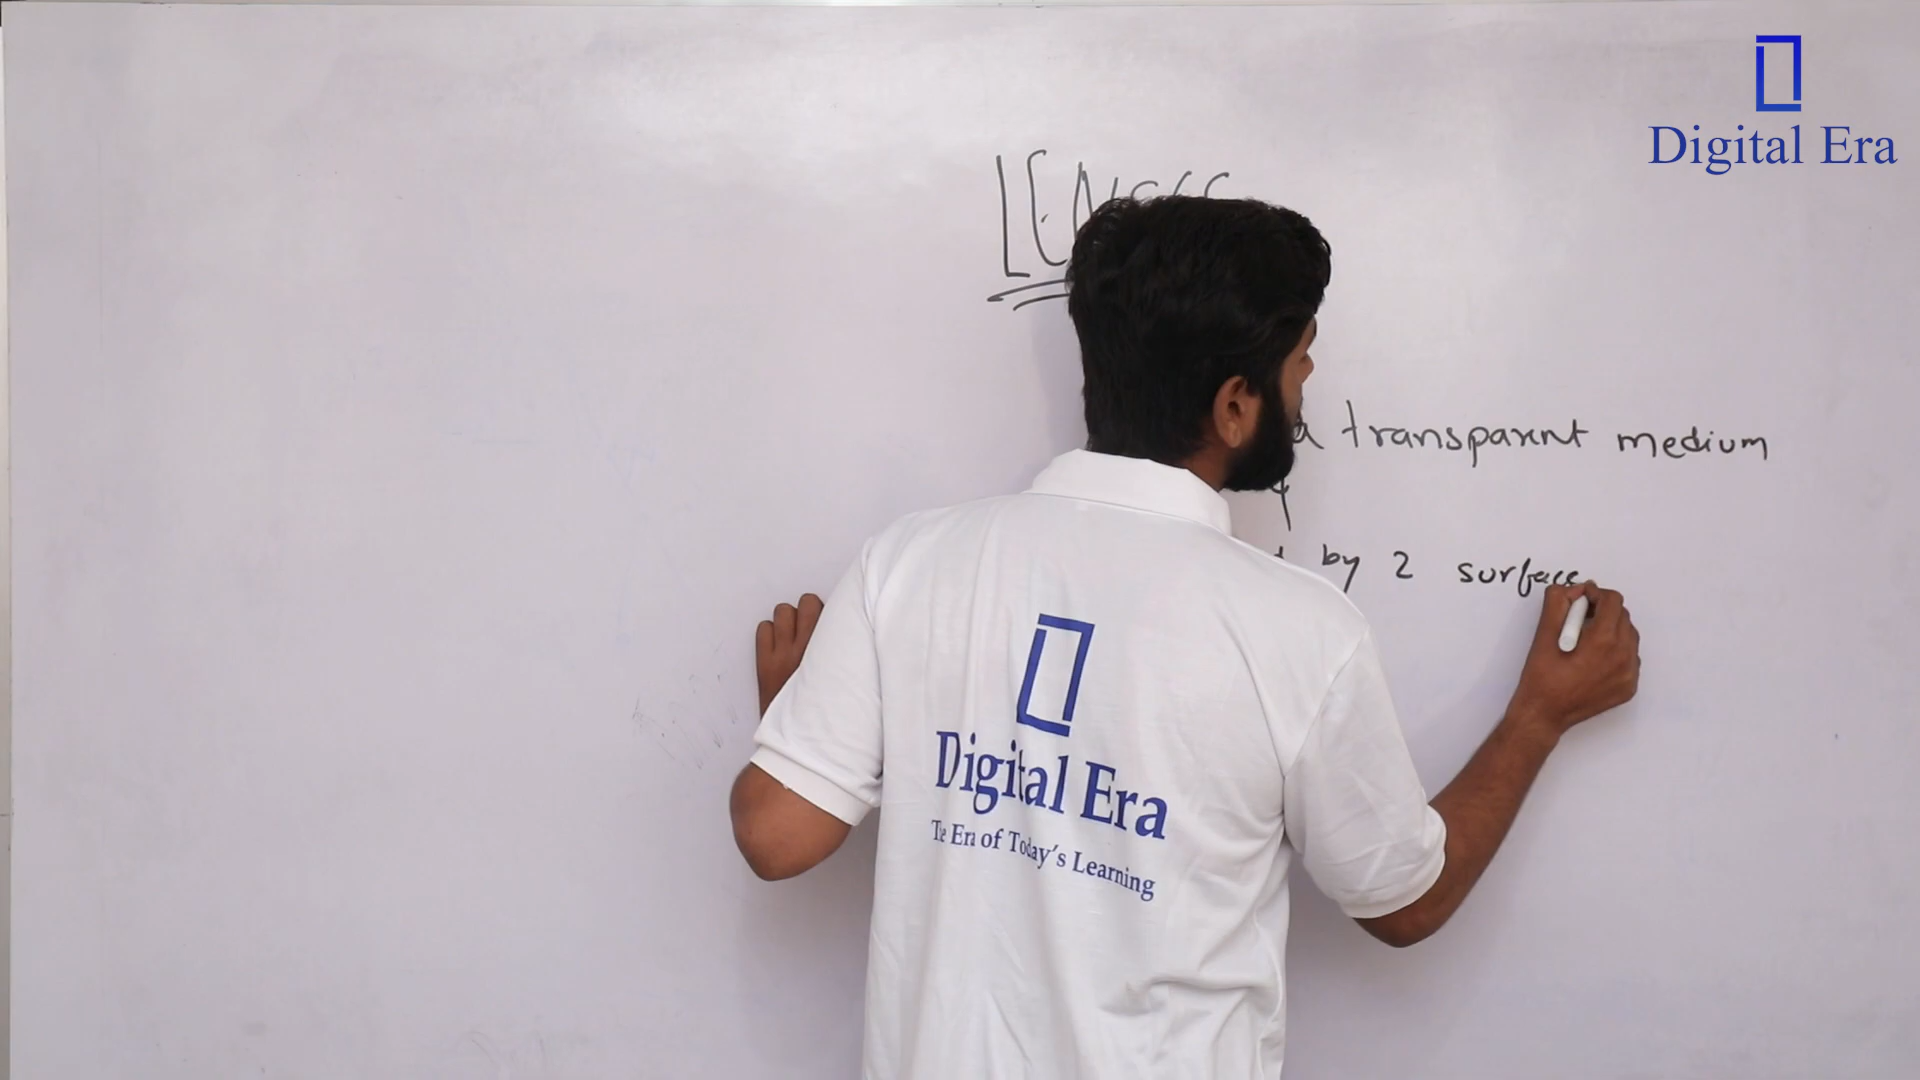 Digital Era
LENSES
a transparent medium
by 2 surface
Digital Era
The Era of Today's Learning